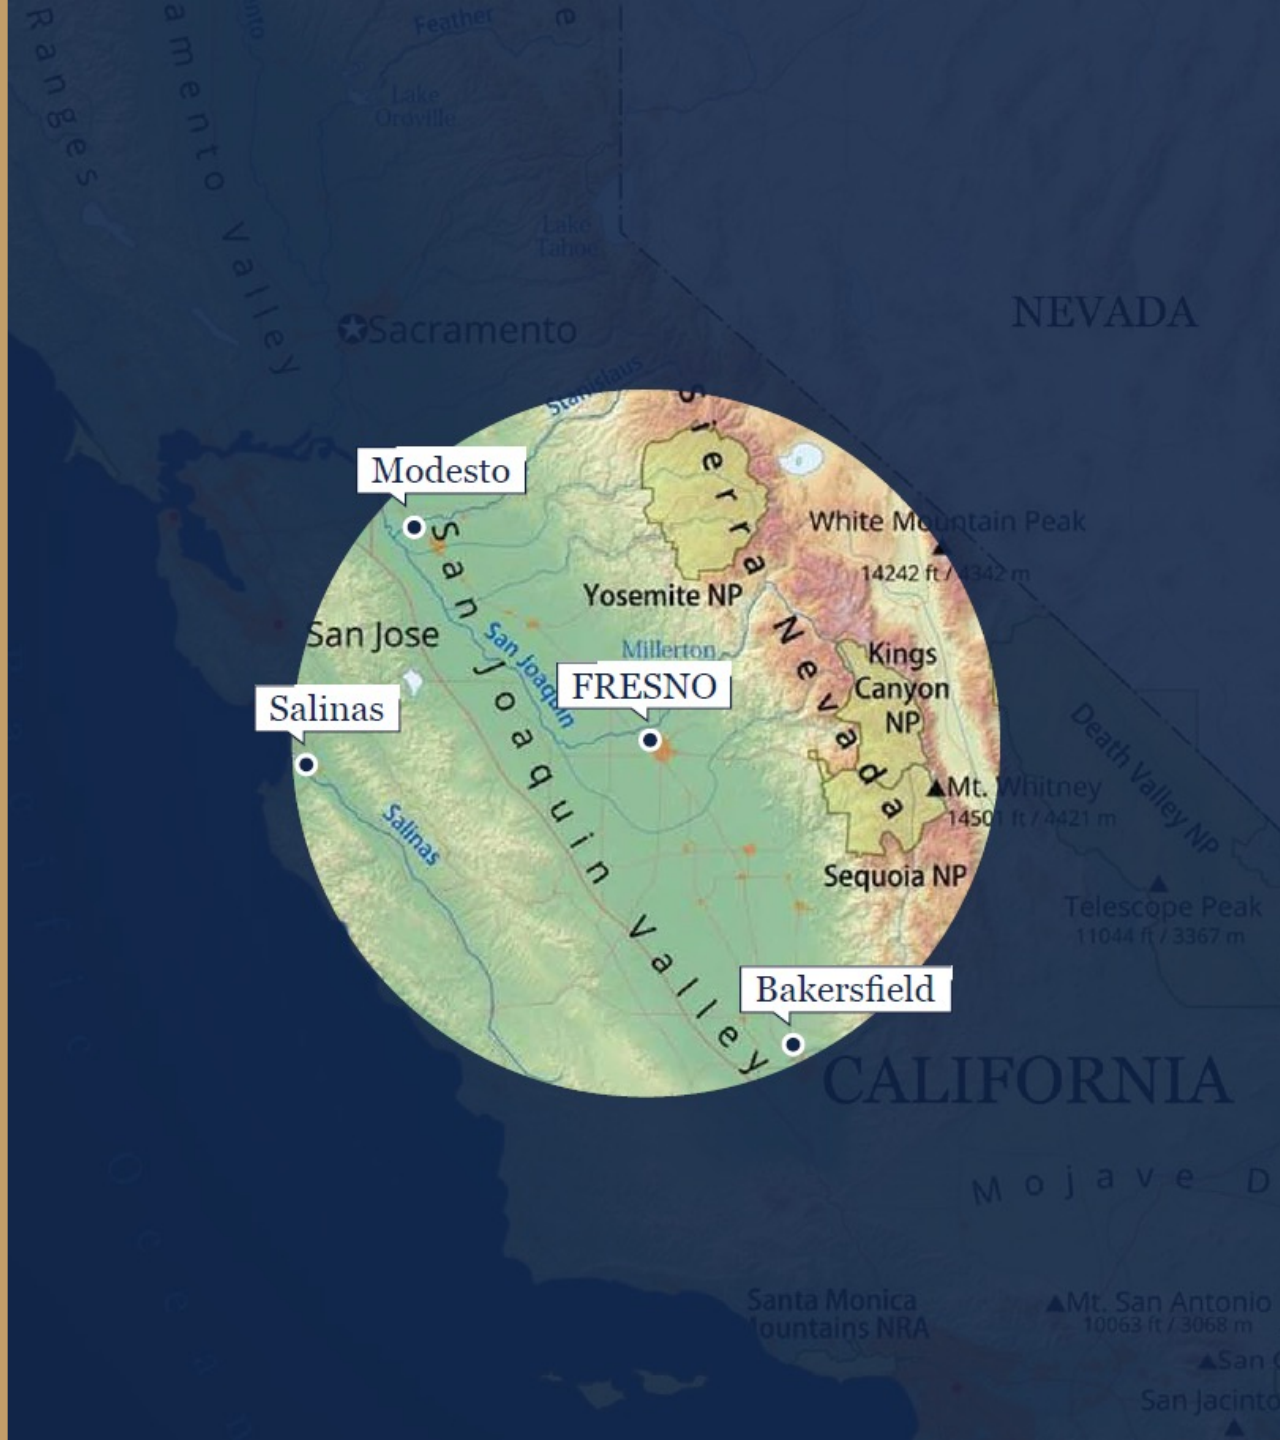 Ranges
amento Valley
Feather
e
Lake
Oroville
Lake
Tahoe
NEVADA
Sacramento
Stanislaus
Sierra Nevada
Modesto
White Mountain Peak
14242 ft / 4342 m
San Joaquin Valley
Yosemite NP
San Jose
San Joaquin
Millerton
Kings
Canyon
NP
FRESNO
Salinas
Death Valley NP
Mt. Whitney
14501 ft / 4421 m
Salinas
Sequoia NP
Telescope Peak
11044 ft / 3367 m
Bakersfield
CALIFORNIA
Mojave D
Santa Monica
ountains NRA
Mt. San Antonio
10063 ft / 3068 m
San
San Jacinto